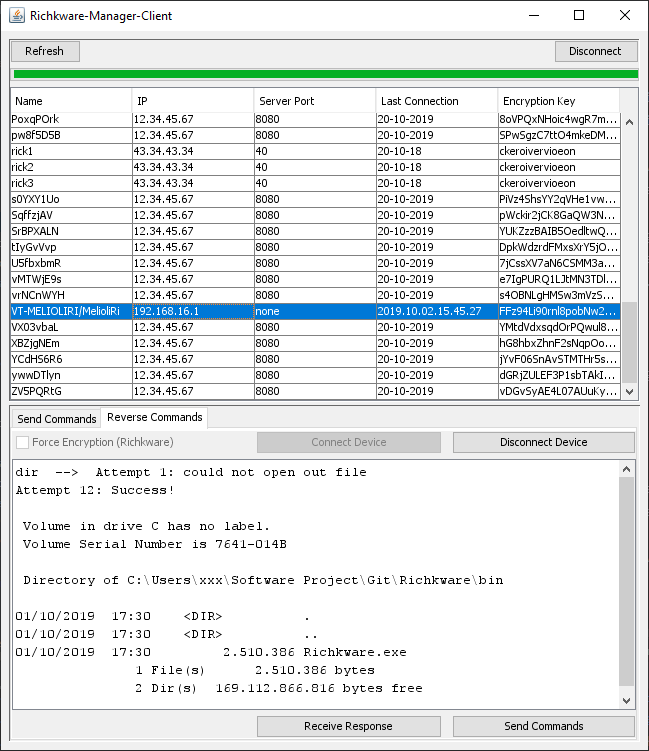 Richkware-Manager-Client
Refresh Disconnect
Name IP Server Port Last Connection Encryption Key
PoxqPOrk 12.34.45.67 8080 20-10-2019 8oVPQxNHoic4wgR7m...
pw8f5D5B 12.34.45.67 8080 20-10-2019 SPwSgzC7ttO4mkeDM...
rick1 43.34.43.34 40 20-10-18 ckeroivervioeon
rick2 43.34.43.34 40 20-10-18 ckeroivervioeon
rick3 43.34.43.34 40 20-10-18 ckeroivervioeon
s0YXY1Uo 12.34.45.67 8080 20-10-2019 PiVz4ShsYY2qVHe1vw...
SqffzjAV 12.34.45.67 8080 20-10-2019 pWckir2jCK8GaQW3N...
SrBPXALN 12.34.45.67 8080 20-10-2019 YUKZzzBAIB5OedltwQ...
tIyGvVvp 12.34.45.67 8080 20-10-2019 DpkWdzrdFMxsXrY5jO...
U5fbxbmR 12.34.45.67 8080 20-10-2019 7jCssXV7aN6CSMM3a...
vMTWjE9s 12.34.45.67 8080 20-10-2019 e7IgPURQ1LJtMN3TDl...
vrNCnWYH 12.34.45.67 8080 20-10-2019 s4OBNLgHMSw3mVzS...
VT-MELIOLIRI/MelioliRi 192.168.16.1 none 2019.10.02.15.45.27 FFz94Li90rnl8pobNw2...
VX03vbaL 12.34.45.67 8080 20-10-2019 YMtdVdxsqdOrPQwul8...
XBZjgNEm 12.34.45.67 8080 20-10-2019 hG8hbxZhnF2sNqpOo...
YCdHS6R6 12.34.45.67 8080 20-10-2019 jYvF06SnAvSTMTHr5s...
ywwDTlyn 12.34.45.67 8080 20-10-2019 dGRjZULEF3P1sbTAkI...
ZV5PQRtG 12.34.45.67 8080 20-10-2019 vDGvSyAE4L07AUuKy...
Send Commands Reverse Commands
Force Encryption (Richkware) Connect Device Disconnect Device
dir --> Attempt 1: could not open out file
Attempt 12: Success!
Volume in drive C has no label.
Volume Serial Number is 7641-014B
Directory of C:\Users\xxx\Software Project\Git\Richkware\bin
01/10/2019 17:30 <DIR> .
01/10/2019 17:30 <DIR> ..
01/10/2019 17:30 2.510.386 Richkware.exe
1 File(s) 2.510.386 bytes
2 Dir(s) 169.112.866.816 bytes free
Receive Response Send Commands